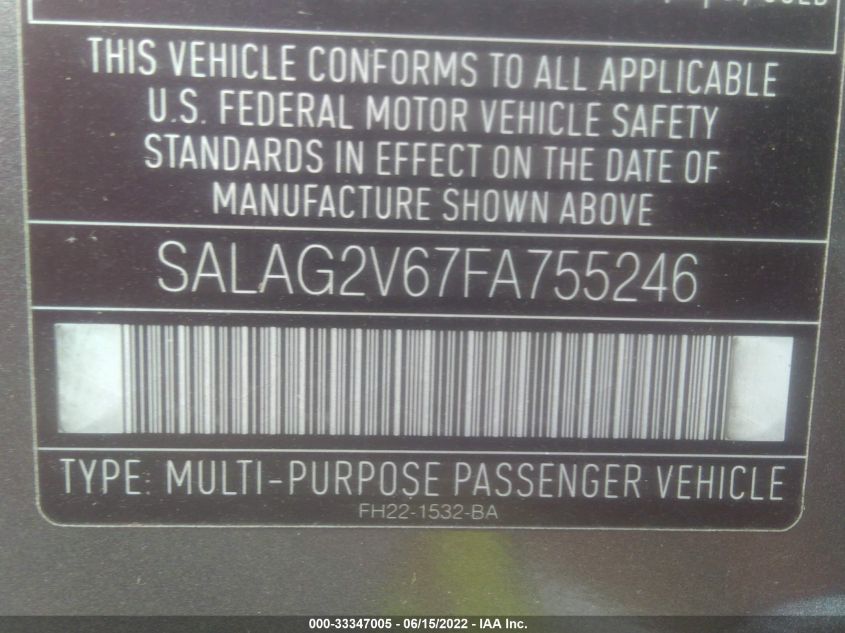 THIS VEHICLE CONFORMS TO ALL APPLICABLE
U.S. FEDERAL MOTOR VEHICLE SAFETY
STANDARDS IN EFFECT ON THE DATE OF
MANUFACTURE SHOWN ABOVE
SALAG2V67FA755246
TYPE: MULTI-PURPOSE PASSENGER VEHICLE
FH22-1532-BA
000-33347005 - 06/15/2022 - IAA Inc.